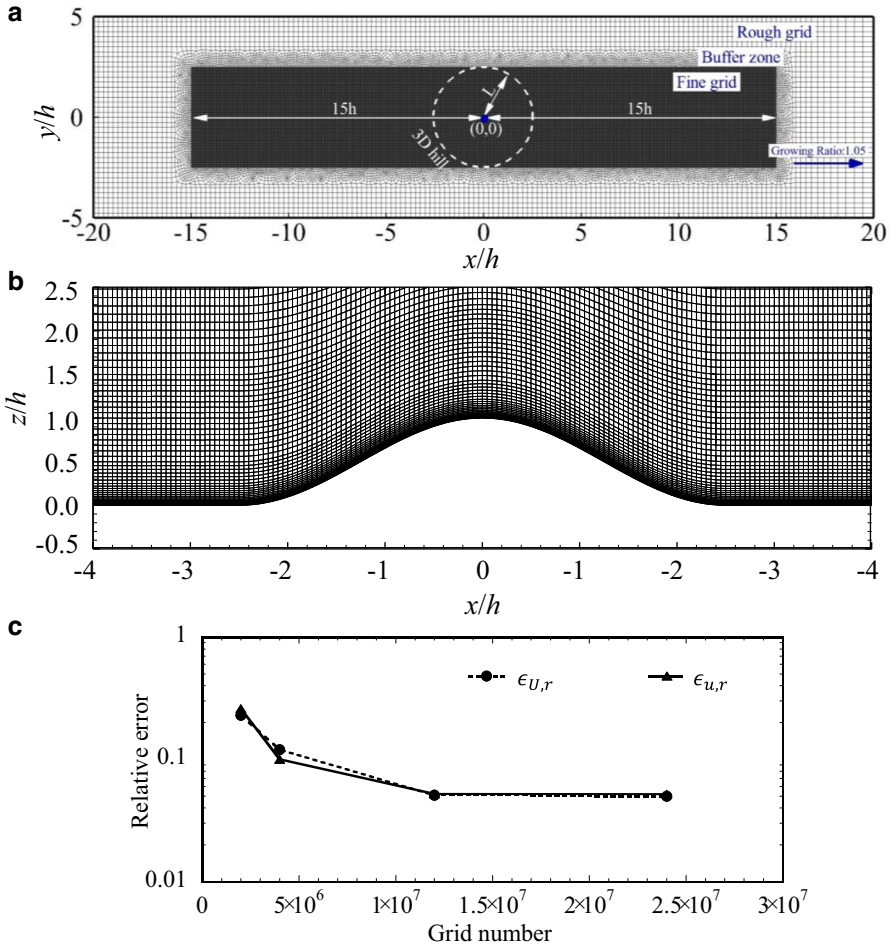 a
5
Rough grid
Buffer zone
Fine grid
L
15h
15h
y/h
0
(0,0)
3D hill
Growing Ratio:1.05
-5
-20 -15 -10 -5 0 5 10 15 20
x/h
b
2.5
2.0
1.5
z/h
1.0
0.5
0.0
-0.5
-4 -3 -2 -1 0 -1 -2 -3 -4
x/h
c
1
ϵU,r ϵu,r
Relative error
0.1
0.01
0 5×10⁶ 1×10⁷ 1.5×10⁷ 2×10⁷ 2.5×10⁷ 3×10⁷
Grid number